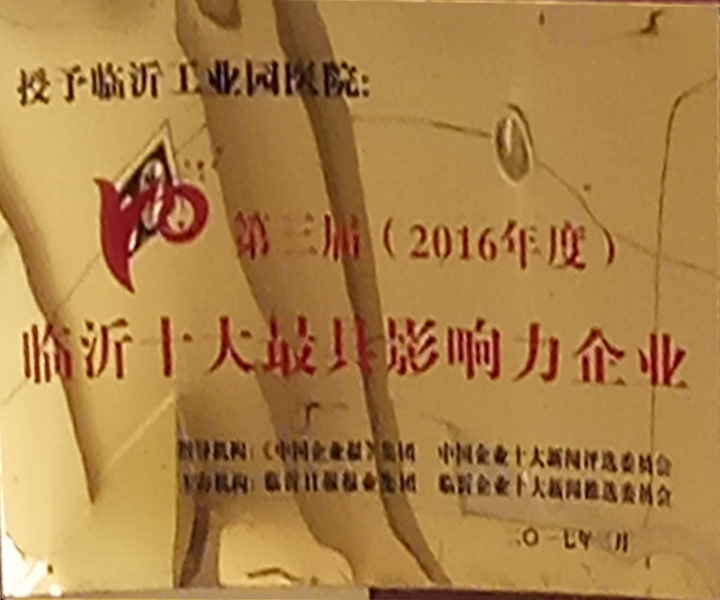 授予临沂工业园医院：
第三届（2016年度）
临沂十大最具影响力企业
指导机构：《中国企业报》集团 中国企业十大新闻评选委员会
主办机构：临沂日报报业集团 临沂企业十大新闻推选委员会
二〇一七年三月